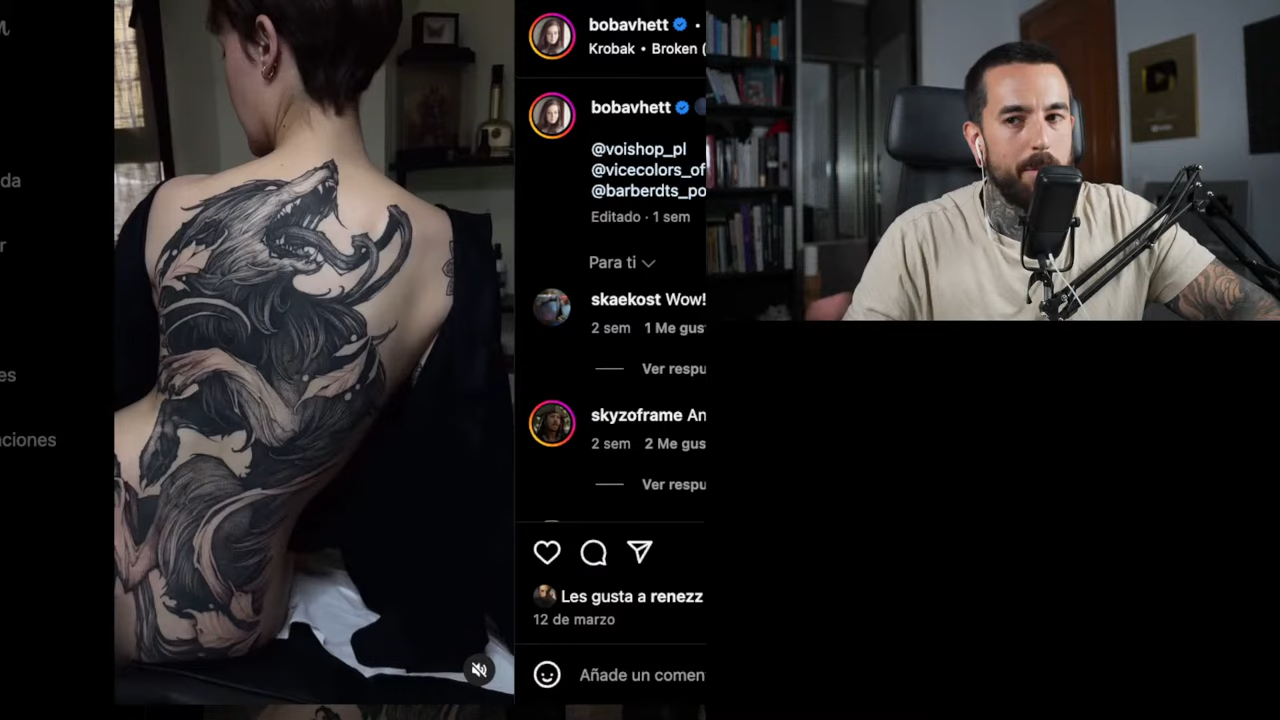 da
r
es
aciones
bobavhett •
Krobak • Broken (
bobavhett
@voishop_pl
@vicecolors_of
@barberdts_po
Editado · 1 sem
Para ti
skaekost Wow!
2 sem 1 Me gus
Ver respu
skyzoframe An
2 sem 2 Me gus
Ver respu
Les gusta a renezz
12 de marzo
Añade un comen